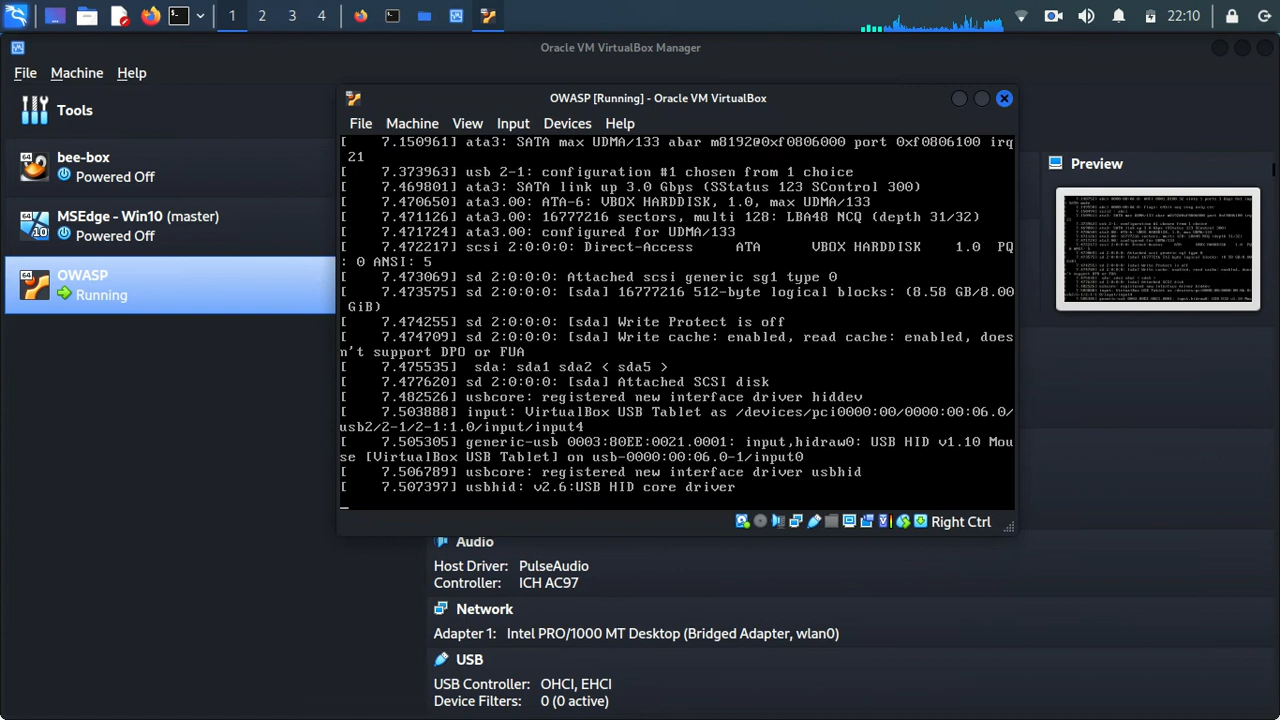 1 2 3 4 22:10
Oracle VM VirtualBox Manager
File Machine Help
Tools
bee-box
Powered Off
MSEdge - Win10 (master)
Powered Off
OWASP
Running
OWASP [Running] - Oracle VM VirtualBox
File Machine View Input Devices Help
[ 7.150961] ata3: SATA max UDMA/133 abar m8192@0xf0806000 port 0xf0806100 irq
21
[ 7.373963] usb 2-1: configuration #1 chosen from 1 choice
[ 7.469801] ata3: SATA link up 3.0 Gbps (SStatus 123 SControl 300)
[ 7.470650] ata3.00: ATA-6: VBOX HARDDISK, 1.0, max UDMA/133
[ 7.471126] ata3.00: 16777216 sectors, multi 128: LBA48 NCQ (depth 31/32)
[ 7.471724] ata3.00: configured for UDMA/133
[ 7.472217] scsi 2:0:0:0: Direct-Access ATA VBOX HARDDISK 1.0 PQ
: 0 ANSI: 5
[ 7.473069] sd 2:0:0:0: Attached scsi generic sg1 type 0
[ 7.473575] sd 2:0:0:0: [sda] 16777216 512-byte logical blocks: (8.58 GB/8.00
GiB)
[ 7.474255] sd 2:0:0:0: [sda] Write Protect is off
[ 7.474709] sd 2:0:0:0: [sda] Write cache: enabled, read cache: enabled, does
n't support DPO or FUA
[ 7.475535] sda: sda1 sda2 < sda5 >
[ 7.477620] sd 2:0:0:0: [sda] Attached SCSI disk
[ 7.482526] usbcore: registered new interface driver hiddev
[ 7.503888] input: VirtualBox USB Tablet as /devices/pci0000:00/0000:00:06.0/
usb2/2-1/2-1:1.0/input/input4
[ 7.505305] generic-usb 0003:80EE:0021.0001: input,hidraw0: USB HID v1.10 Mou
se [VirtualBox USB Tablet] on usb-0000:00:06.0-1/input0
[ 7.506789] usbcore: registered new interface driver usbhid
[ 7.507397] usbhid: v2.6:USB HID core driver
Right Ctrl
Preview
Audio
Host Driver: PulseAudio
Controller: ICH AC97
Network
Adapter 1: Intel PRO/1000 MT Desktop (Bridged Adapter, wlan0)
USB
USB Controller: OHCI, EHCI
Device Filters: 0 (0 active)